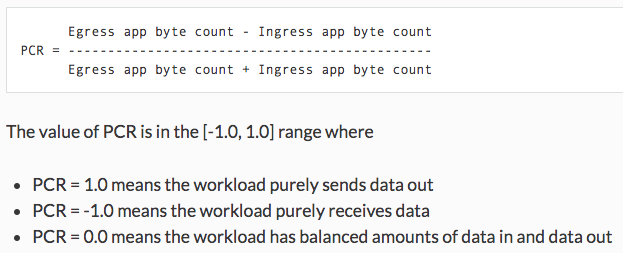 Egress app byte count - Ingress app byte count
PCR = -----------------------------------------------
Egress app byte count + Ingress app byte count
The value of PCR is in the [-1.0, 1.0] range where
• PCR = 1.0 means the workload purely sends data out
• PCR = -1.0 means the workload purely receives data
• PCR = 0.0 means the workload has balanced amounts of data in and data out